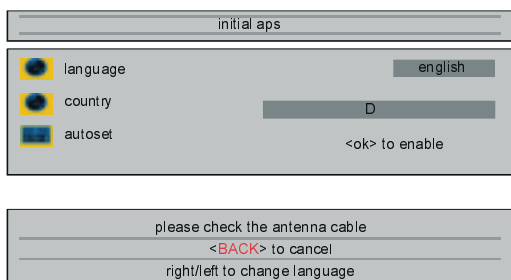 initial aps
language english
country D
autoset <ok> to enable
please check the antenna cable
<BACK> to cancel
right/left to change language